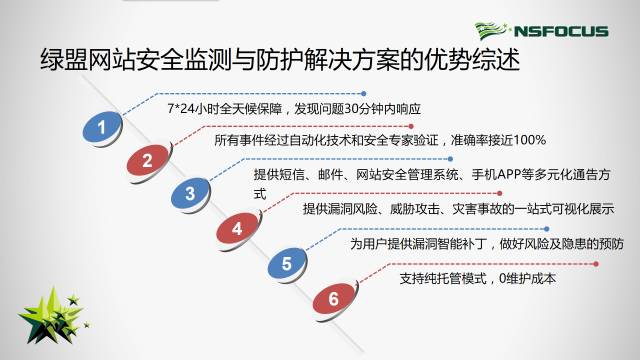 NSFOCUS
绿盟网站安全监测与防护解决方案的优势综述
1
7*24小时全天候保障，发现问题30分钟内响应
2
所有事件经过自动化技术和安全专家验证，准确率接近100%
3
提供短信、邮件、网站安全管理系统、手机APP等多元化通告方
式
4
提供漏洞风险、威胁攻击、灾害事故的一站式可视化展示
5
为用户提供漏洞智能补丁，做好风险及隐患的预防
6
支持纯托管模式，0维护成本